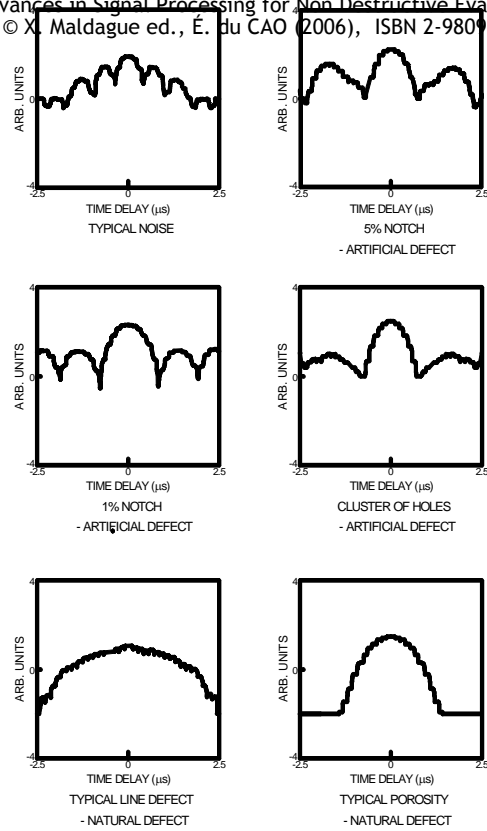 vances in Signal Processing for Non Destructive Eva
© X. Maldague ed., É. du CAO (2006), ISBN 2-9809
4
ARB. UNITS
0
-4
-2.5
0
2.5
TIME DELAY (µs)
TYPICAL NOISE
4
ARB. UNITS
0
-4
-2.5
0
2.5
TIME DELAY (µs)
5% NOTCH
- ARTIFICIAL DEFECT
4
ARB. UNITS
0
-4
-2.5
0
2.5
TIME DELAY (µs)
1% NOTCH
- ARTIFICIAL DEFECT
4
ARB. UNITS
0
-4
-2.5
0
2.5
TIME DELAY (µs)
CLUSTER OF HOLES
- ARTIFICIAL DEFECT
4
ARB. UNITS
0
-4
-2.5
0
2.5
TIME DELAY (µs)
TYPICAL LINE DEFECT
- NATURAL DEFECT
4
ARB. UNITS
0
-4
-2.5
0
2.5
TIME DELAY (µs)
TYPICAL POROSITY
- NATURAL DEFECT